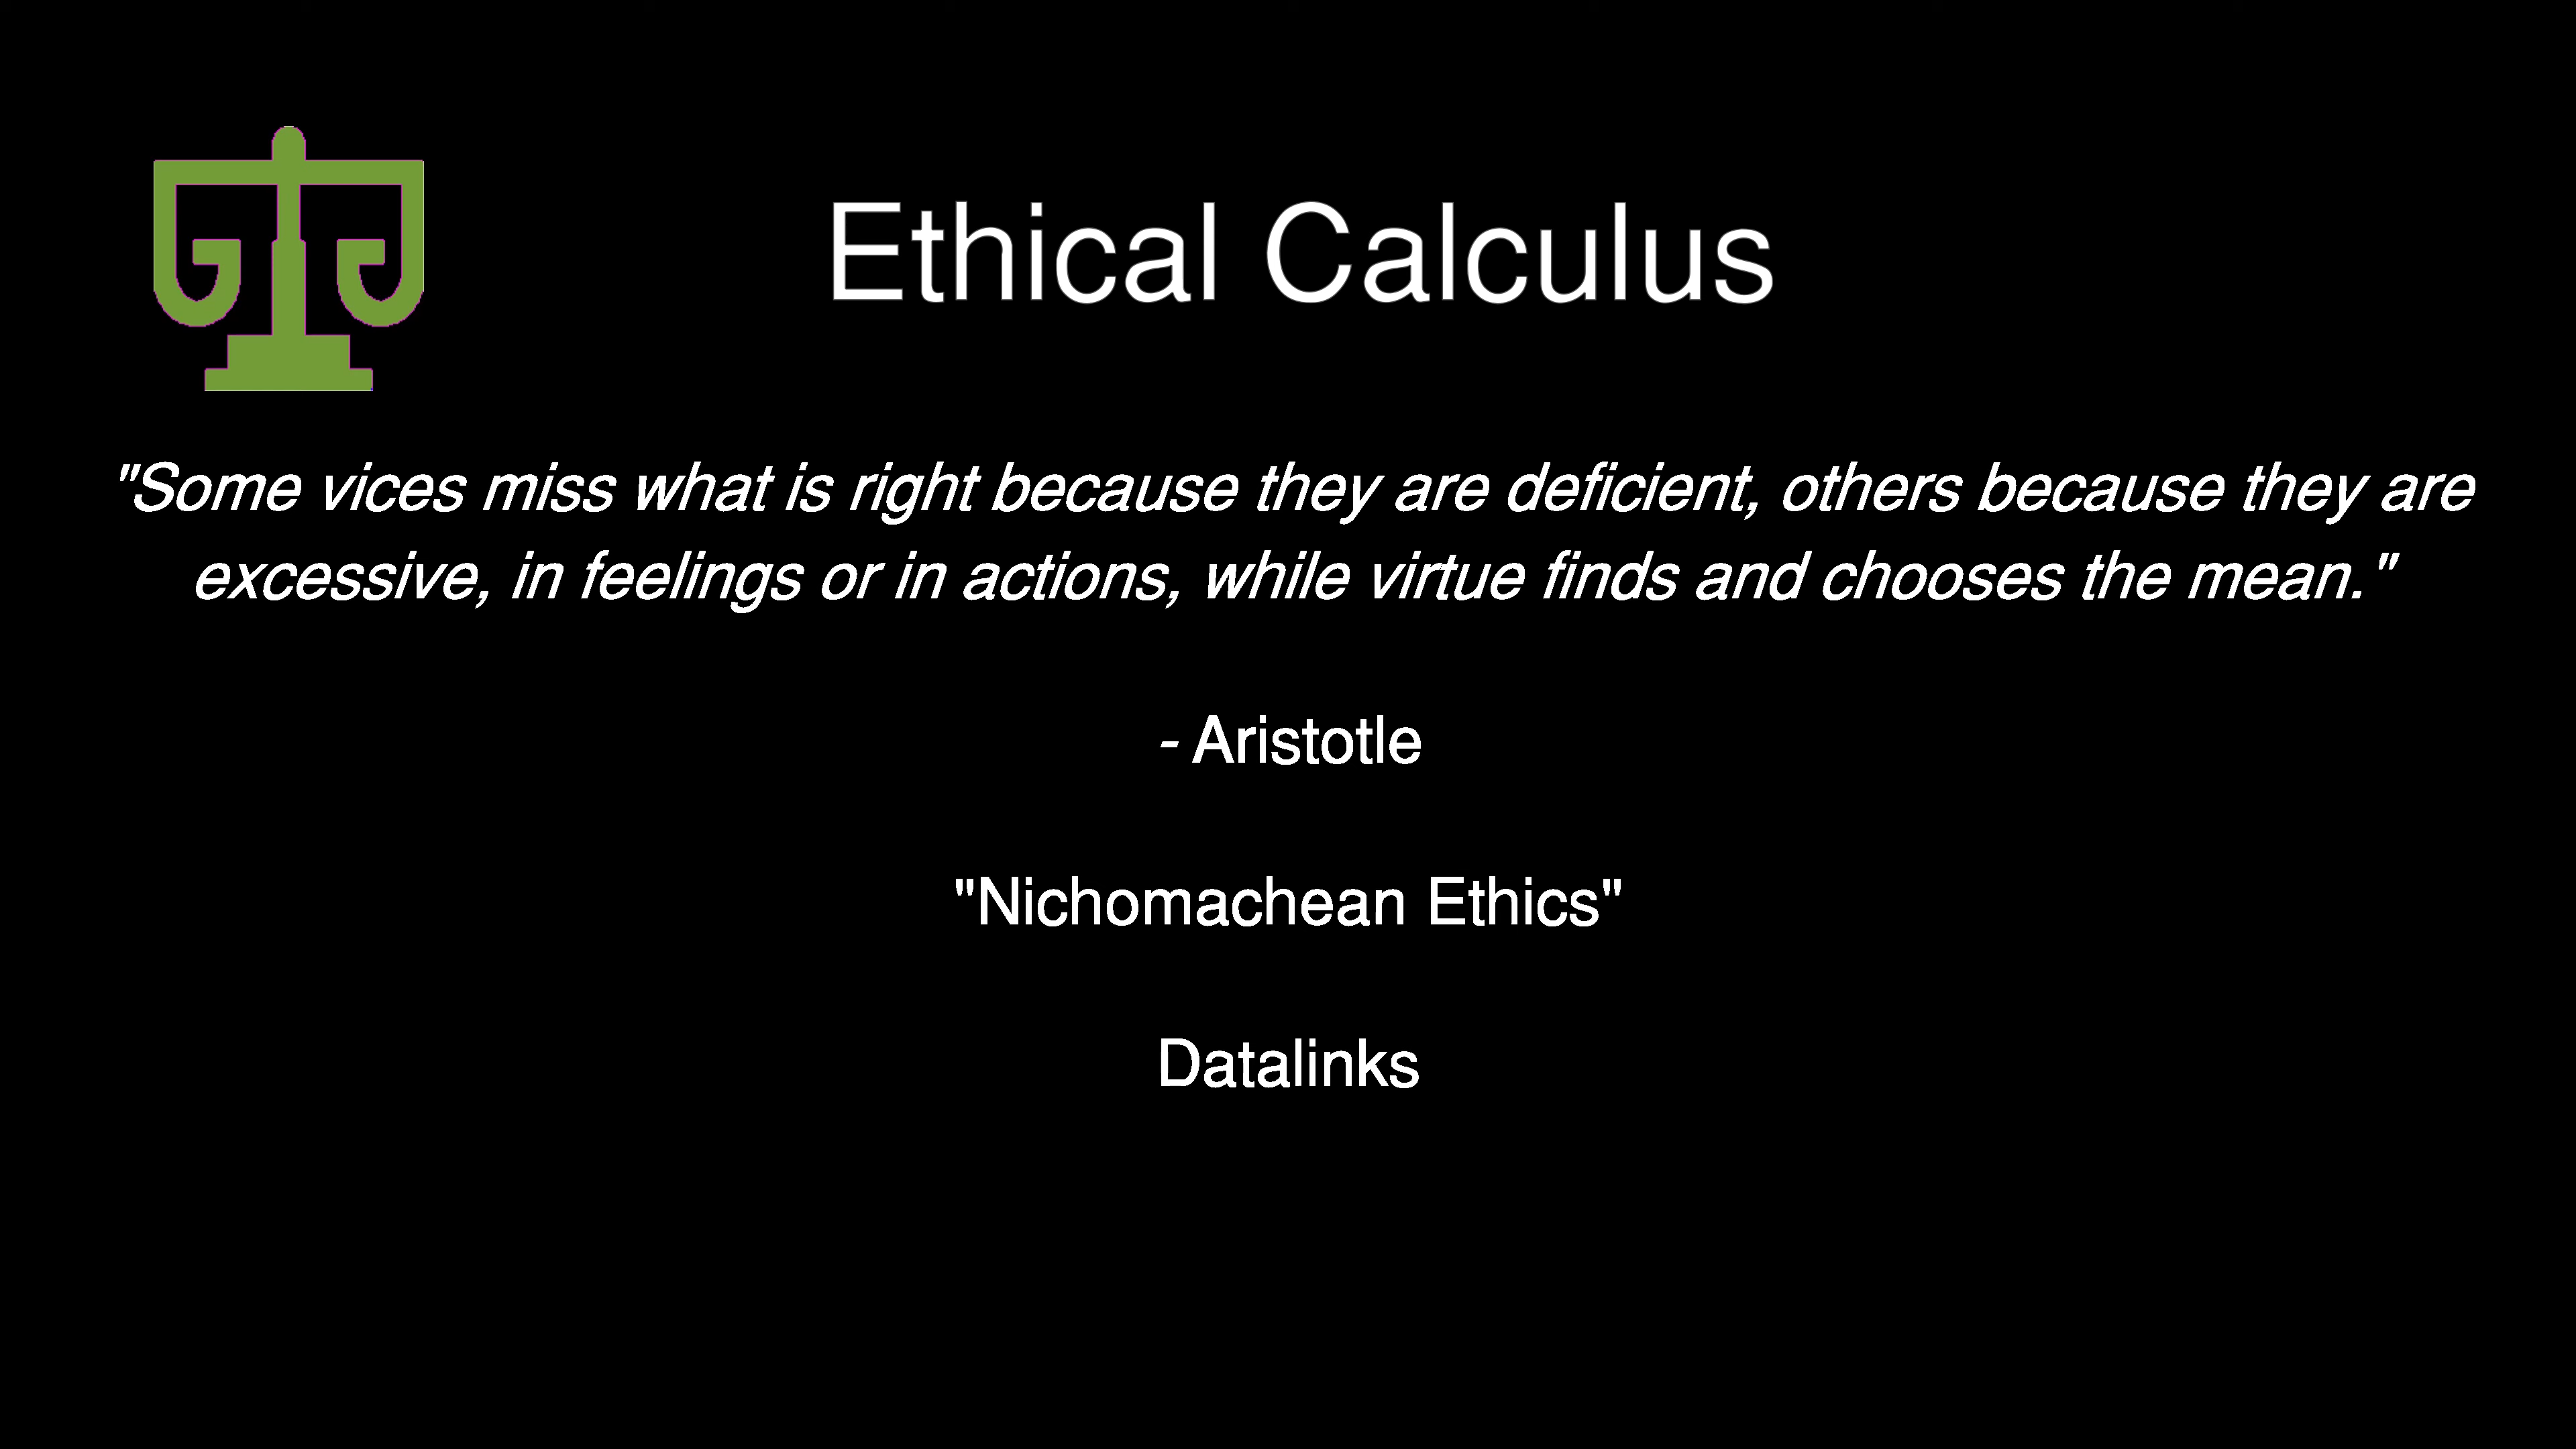 Ethical Calculus
"Some vices miss what is right because they are deficient, others because they are
excessive, in feelings or in actions, while virtue finds and chooses the mean."
- Aristotle
"Nichomachean Ethics"
Datalinks